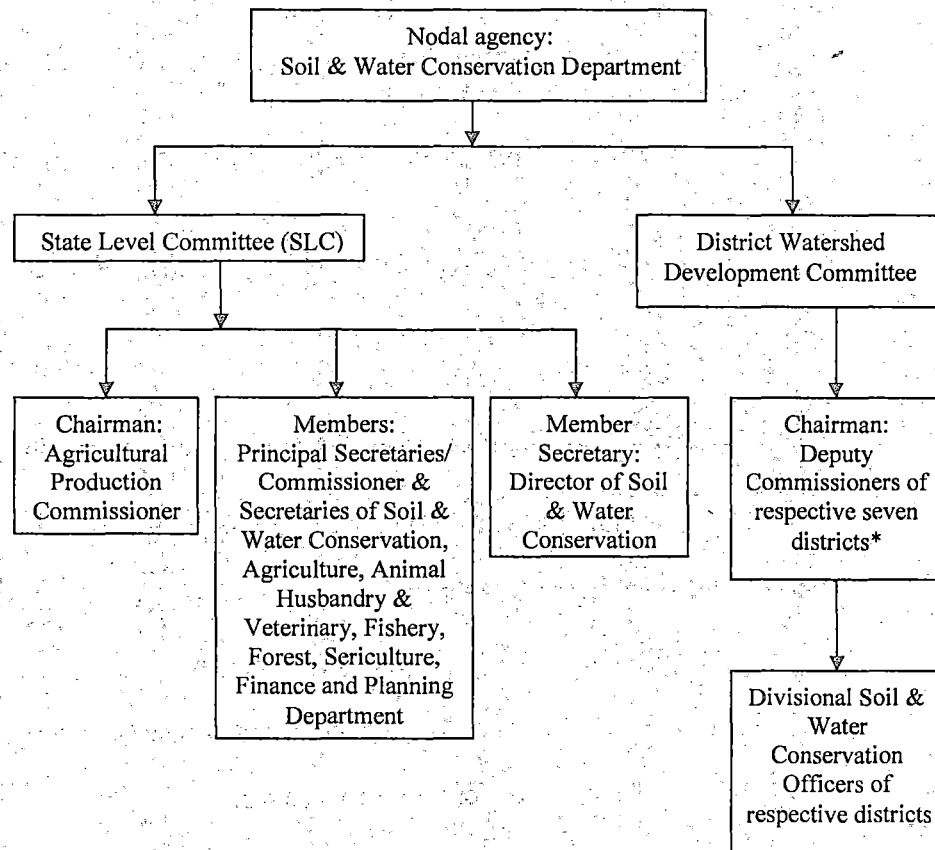 Nodal agency:
Soil & Water Conservation Department
State Level Committee (SLC)
District Watershed
Development Committee
Chairman:
Agricultural
Production
Commissioner
Members:
Principal Secretaries/
Commissioner &
Secretaries of Soil &
Water Conservation,
Agriculture, Animal
Husbandry &
Veterinary, Fishery,
Forest, Sericulture,
Finance and Planning
Department
Member
Secretary:
Director of Soil
& Water
Conservation
Chairman:
Deputy
Commissioners of
respective seven
districts*
Divisional Soil &
Water
Conservation
Officers of
respective districts